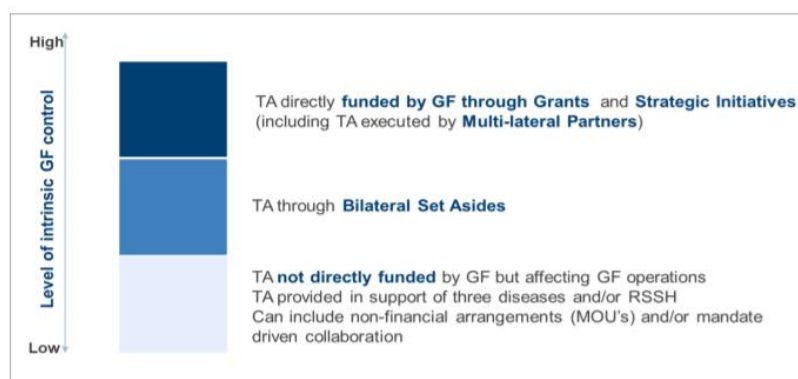 High
Level of intrinsic GF control
TA directly funded by GF through Grants and Strategic Initiatives
(including TA executed by Multi-lateral Partners)
TA through Bilateral Set Asides
TA not directly funded by GF but affecting GF operations
TA provided in support of three diseases and/or RSSH
Can include non-financial arrangements (MOU's) and/or mandate
driven collaboration
Low